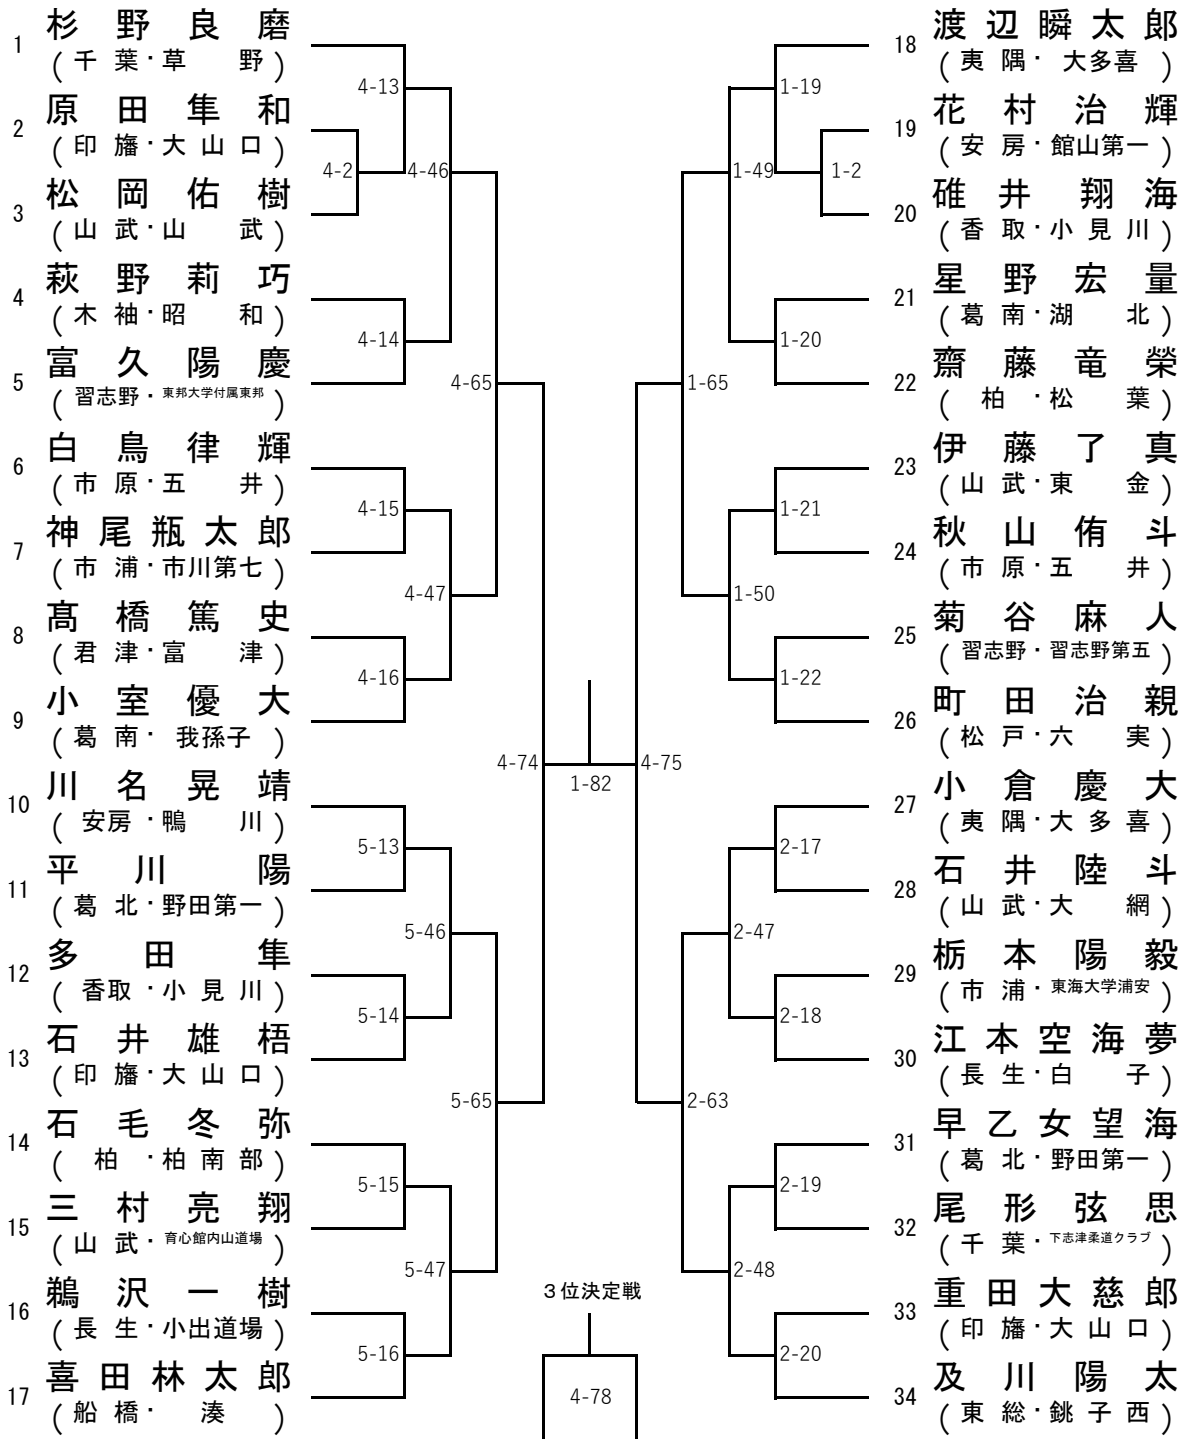 1 杉野良磨
(千葉・草野)
4-13
2 原田隼和
(印旛・大山口)
4-2
4-46
3 松岡佑樹
(山武・山武)
4 萩野莉巧
(木袖・昭和)
4-14
5 富久陽慶
(習志野・東邦大学付属東邦)
4-65
6 白鳥律輝
(市原・五井)
4-15
7 神尾瓶太郎
(市浦・市川第七)
4-47
8 髙橋篤史
(君津・富津)
4-16
9 小室優大
(葛南・我孫子)
4-74
10 川名晃靖
(安房・鴨川)
5-13
11 平川陽
(葛北・野田第一)
5-46
12 多田隼
(香取・小見川)
5-14
13 石井雄梧
(印旛・大山口)
5-65
14 石毛冬弥
(柏・柏南部)
5-15
15 三村亮翔
(山武・育心館内山道場)
5-47
16 鵜沢一樹
(長生・小出道場)
5-16
17 喜田林太郎
(船橋・湊)
1-82
3位決定戦
4-78
18 渡辺瞬太郎
(夷隅・大多喜)
1-19
19 花村治輝
(安房・館山第一)
1-49
1-2
20 碓井翔海
(香取・小見川)
21 星野宏量
(葛南・湖北)
1-20
22 齋藤竜榮
(柏・松葉)
1-65
23 伊藤了真
(山武・東金)
1-21
24 秋山侑斗
(市原・五井)
1-50
25 菊谷麻人
(習志野・習志野第五)
1-22
26 町田治親
(松戸・六実)
4-75
27 小倉慶大
(夷隅・大多喜)
2-17
28 石井陸斗
(山武・大網)
2-47
29 栃本陽毅
(市浦・東海大学浦安)
2-18
30 江本空海夢
(長生・白子)
2-63
31 早乙女望海
(葛北・野田第一)
2-19
32 尾形弦思
(千葉・下志津柔道クラブ)
2-48
33 重田大慈郎
(印旛・大山口)
2-20
34 及川陽太
(東総・銚子西)